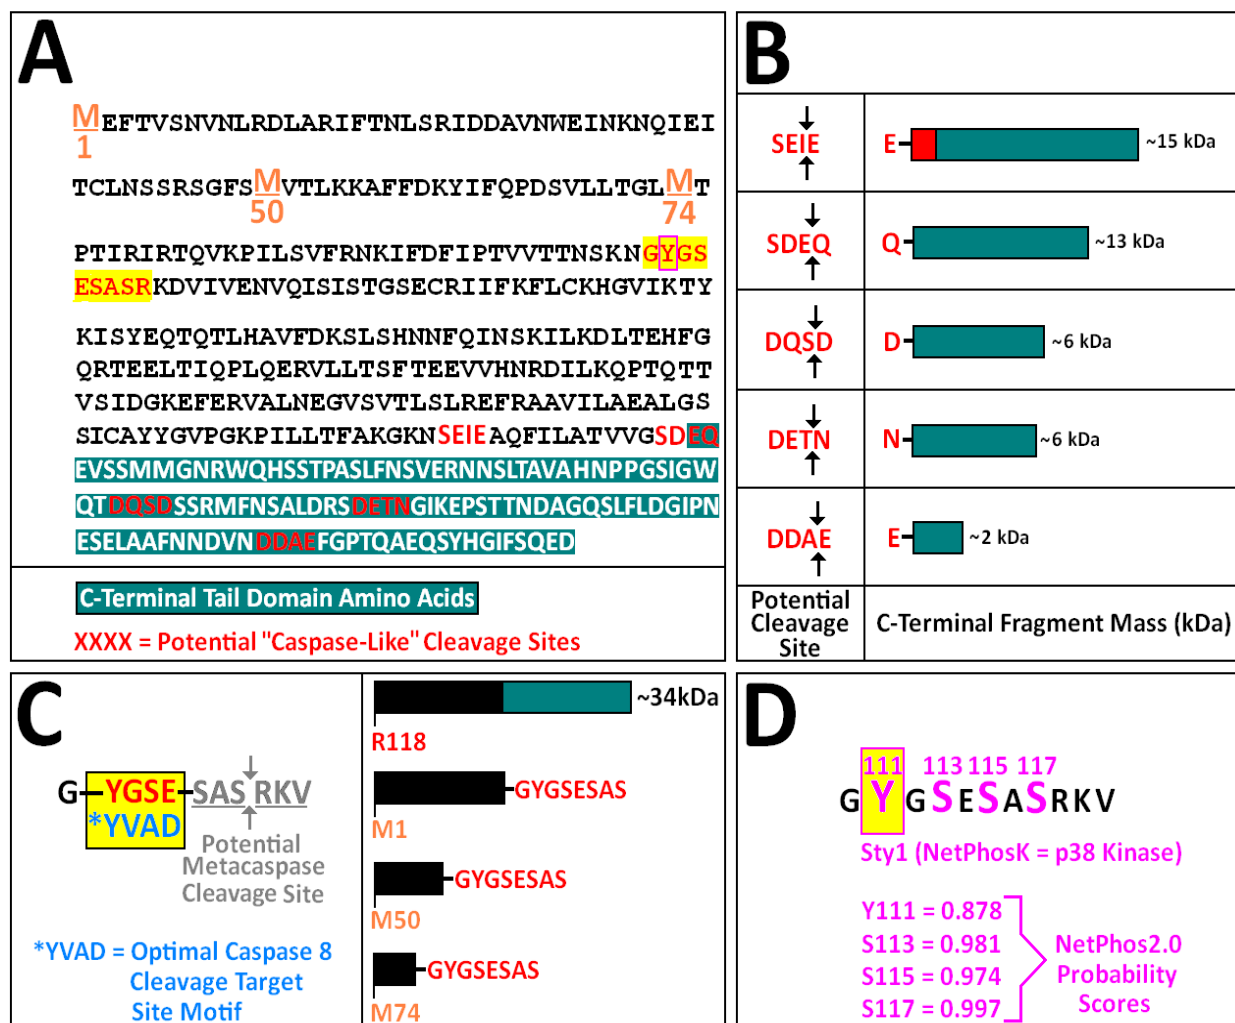 A
MEFTVSNVNLRDLARIFTNLSRIDDAVNWEINKNQIEI
1
TCLNSSRSGFSMVTLKKAFFDKYIFQPDSVLLTGLMT
50 74
PTIRIRTQVKPILSVFRNKIFDFIPTVVTTNSKNGYGS
ESASRKDVIVENVQISISTGSECRIIFKFLCKHGVIKTY
KISYEQTQTLHAVFDKSLSHNNFQINSKILKDLTEHFG
QRTEELTIQPLQERVLLTSFTEEVVHNRDILKQPTQTT
VSIDGKEFERVALNEGVSVTLSLREFRAAVILAEALGS
SICAYYGVPGKPILLTFAKGKNSEIEAQFILATVVGSDEQ
EVSSMMGNRWQHSSTPASLFNSVERNNSLTAVAHNPPGSIGW
QTDQSDSSRMFNSALDRSDETNGIKEPSTTNDAGQSLFLDGIPN
ESELAAFNNDVNDDAEFGPTQAEQSYHGIFSQED
C-Terminal Tail Domain Amino Acids
XXXX = Potential "Caspase-Like" Cleavage Sites
B
SEIE E ~15 kDa
SDEQ Q ~13 kDa
DQSD D ~6 kDa
DETN N ~6 kDa
DDAE E ~2 kDa
Potential
Cleavage
Site
C-Terminal Fragment Mass (kDa)
C
G YGSE SAS RKV
*YVAD
Potential
Metacaspase
Cleavage Site
*YVAD = Optimal Caspase 8
Cleavage Target
Site Motif
~34kDa
R118
GYGSESAS
M1
GYGSESAS
M50
GYGSESAS
M74
D
111 113 115 117
GYGSESASRKV
Sty1 (NetPhosK = p38 Kinase)
Y111 = 0.878
S113 = 0.981
S115 = 0.974
S117 = 0.997
NetPhos2.0
Probability
Scores